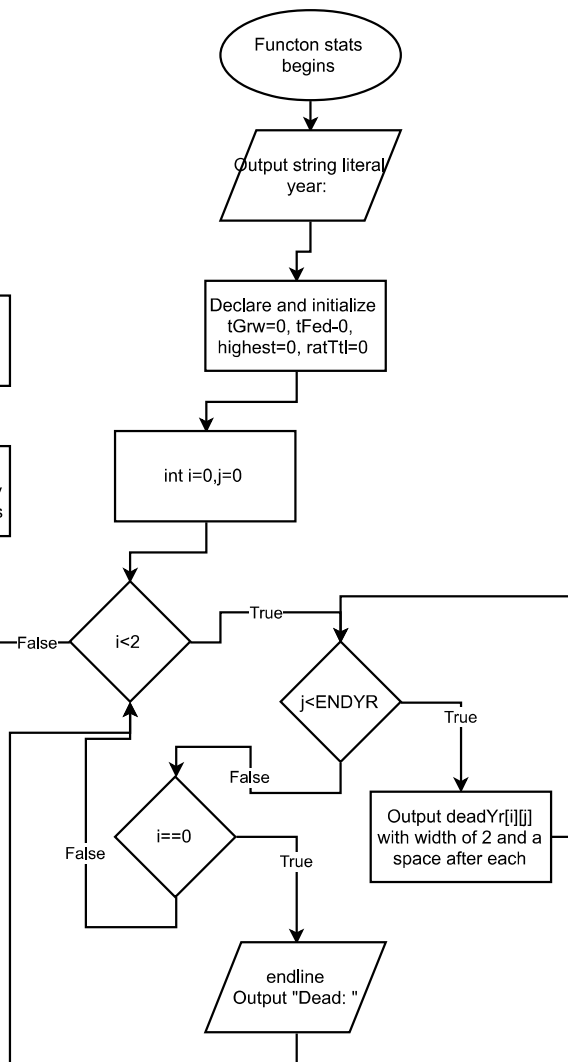 Functon stats
begins
Output string literal
year:
Declare and initialize
tGrw=0, tFed-0,
highest=0, ratTtl=0
int i=0,j=0
i<2
False
True
j<ENDYR
True
False
i==0
False
True
Output deadYr[i][j]
with width of 2 and a
space after each
endline
Output "Dead: "